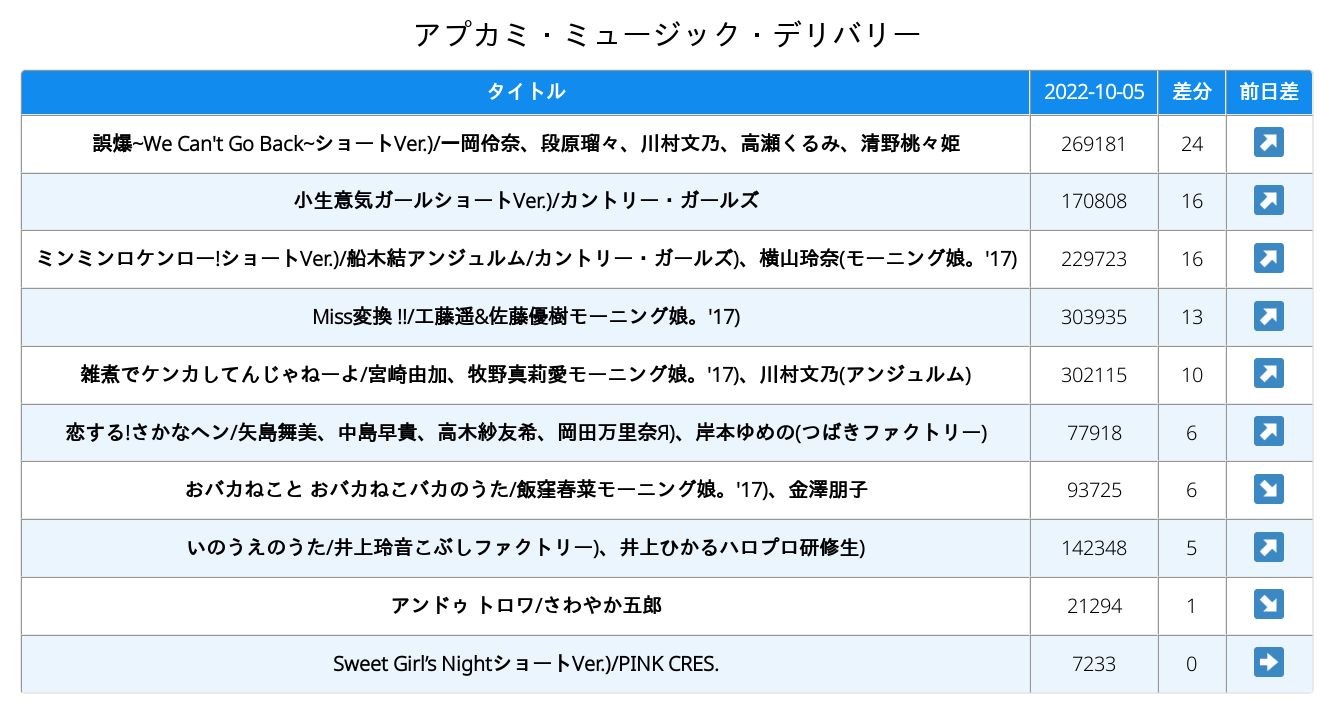 アプカミ・ミュージック・デリバリー
タイトル 2022-10-05 差分 前日差
誤爆~We Can't Go Back~ショートVer.)/一岡伶奈、段原瑠々、川村文乃、高瀬くるみ、清野桃々姫 269181 24
小生意気ガールショートVer.)/カントリー・ガールズ 170808 16
ミンミンロケンロー!ショートVer.)/船木結アンジュルム/カントリー・ガールズ)、横山玲奈(モーニング娘。'17) 229723 16
Miss変換 !!/工藤遥&佐藤優樹モーニング娘。'17) 303935 13
雑煮でケンカしてんじゃねーよ/宮崎由加、牧野真莉愛モーニング娘。'17)、川村文乃(アンジュルム) 302115 10
恋する!さかなヘン/矢島舞美、中島早貴、高木紗友希、岡田万里奈Я)、岸本ゆめの(つばきファクトリー) 77918 6
おバカねこと おバカねこバカのうた/飯窪春菜モーニング娘。'17)、金澤朋子 93725 6
いのうえのうた/井上玲音こぶしファクトリー)、井上ひかるハロプロ研修生) 142348 5
アンドゥ トロワ/さわやか五郎 21294 1
Sweet Girl’s NightショートVer.)/PINK CRES. 7233 0